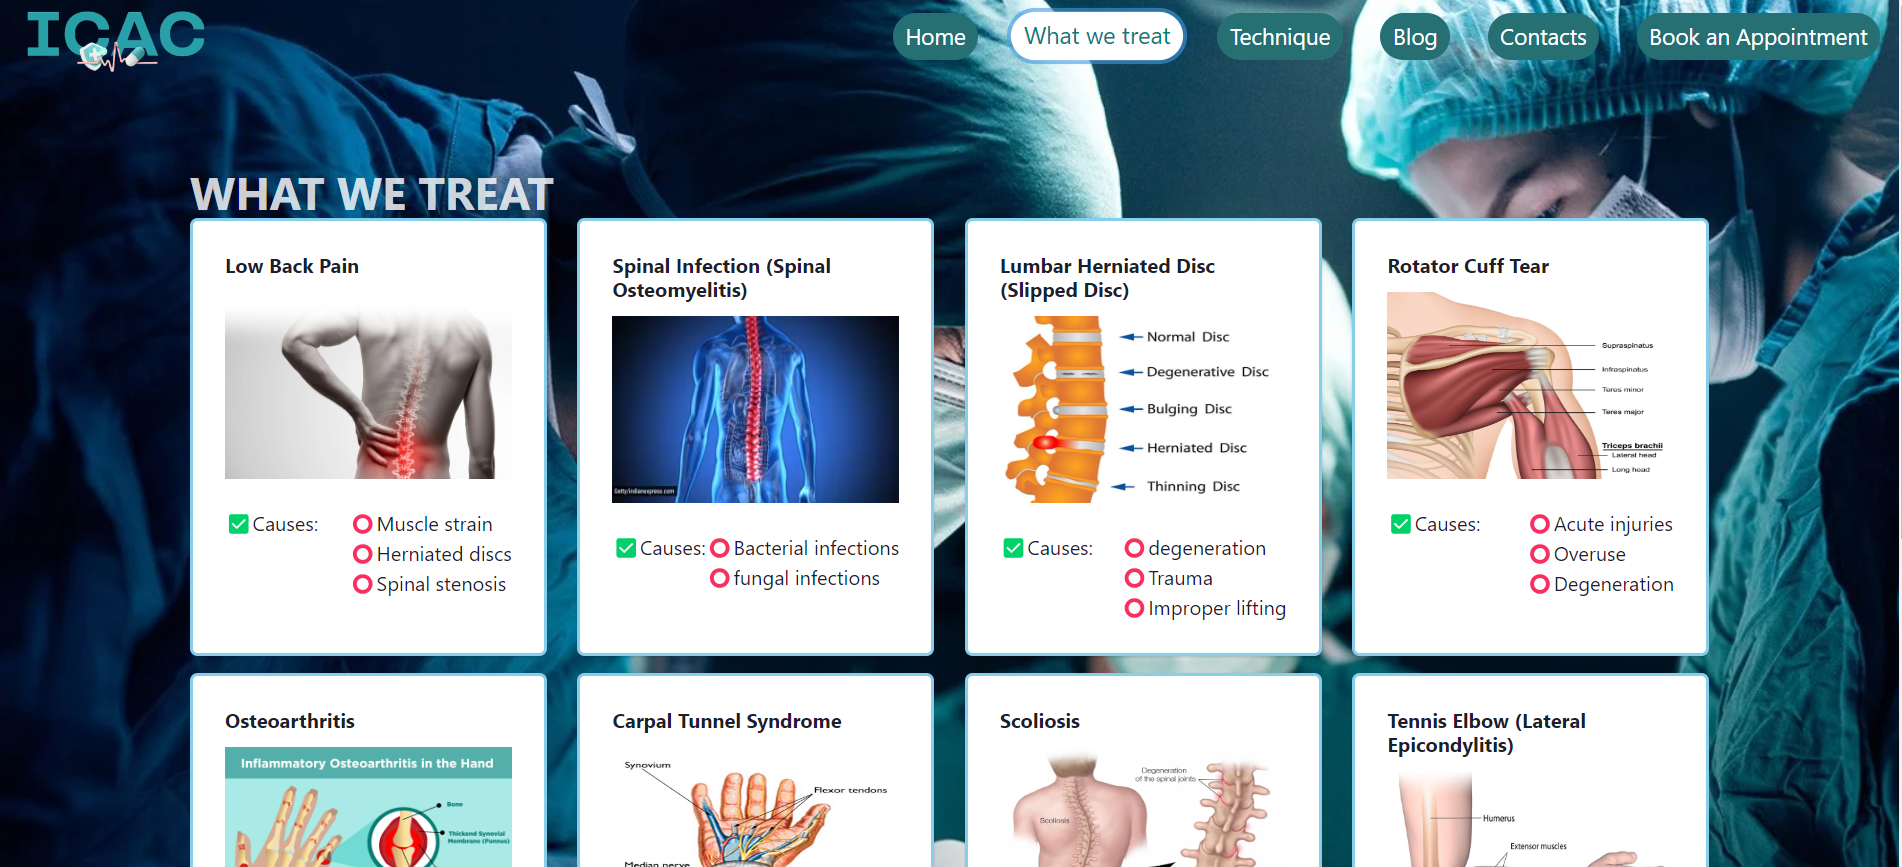 ICAC
Home
What we treat
Technique
Blog
Contacts
Book an Appointment
WHAT WE TREAT
Low Back Pain
Causes:
Muscle strain
Herniated discs
Spinal stenosis
Spinal Infection (Spinal
Osteomyelitis)
Getty/indianexpress.com
Causes:
Bacterial infections
fungal infections
Lumbar Herniated Disc
(Slipped Disc)
Normal Disc
Degenerative Disc
Bulging Disc
Herniated Disc
Thinning Disc
Causes:
degeneration
Trauma
Improper lifting
Rotator Cuff Tear
Supraspinatus
Infraspinatus
Teres minor
Teres major
Triceps brachii
Lateral head
Long head
Causes:
Acute injuries
Overuse
Degeneration
Osteoarthritis
Inflammatory Osteoarthritis in the Hand
Bone
Thickend Synovial
Membrane (Pannus)
Carpal Tunnel Syndrome
Synovium
Flexor tendons
Median nerve
Scoliosis
Degeneration
of the spinal joints
Scoliosis
Tennis Elbow (Lateral
Epicondylitis)
Humerus
Extensor muscles